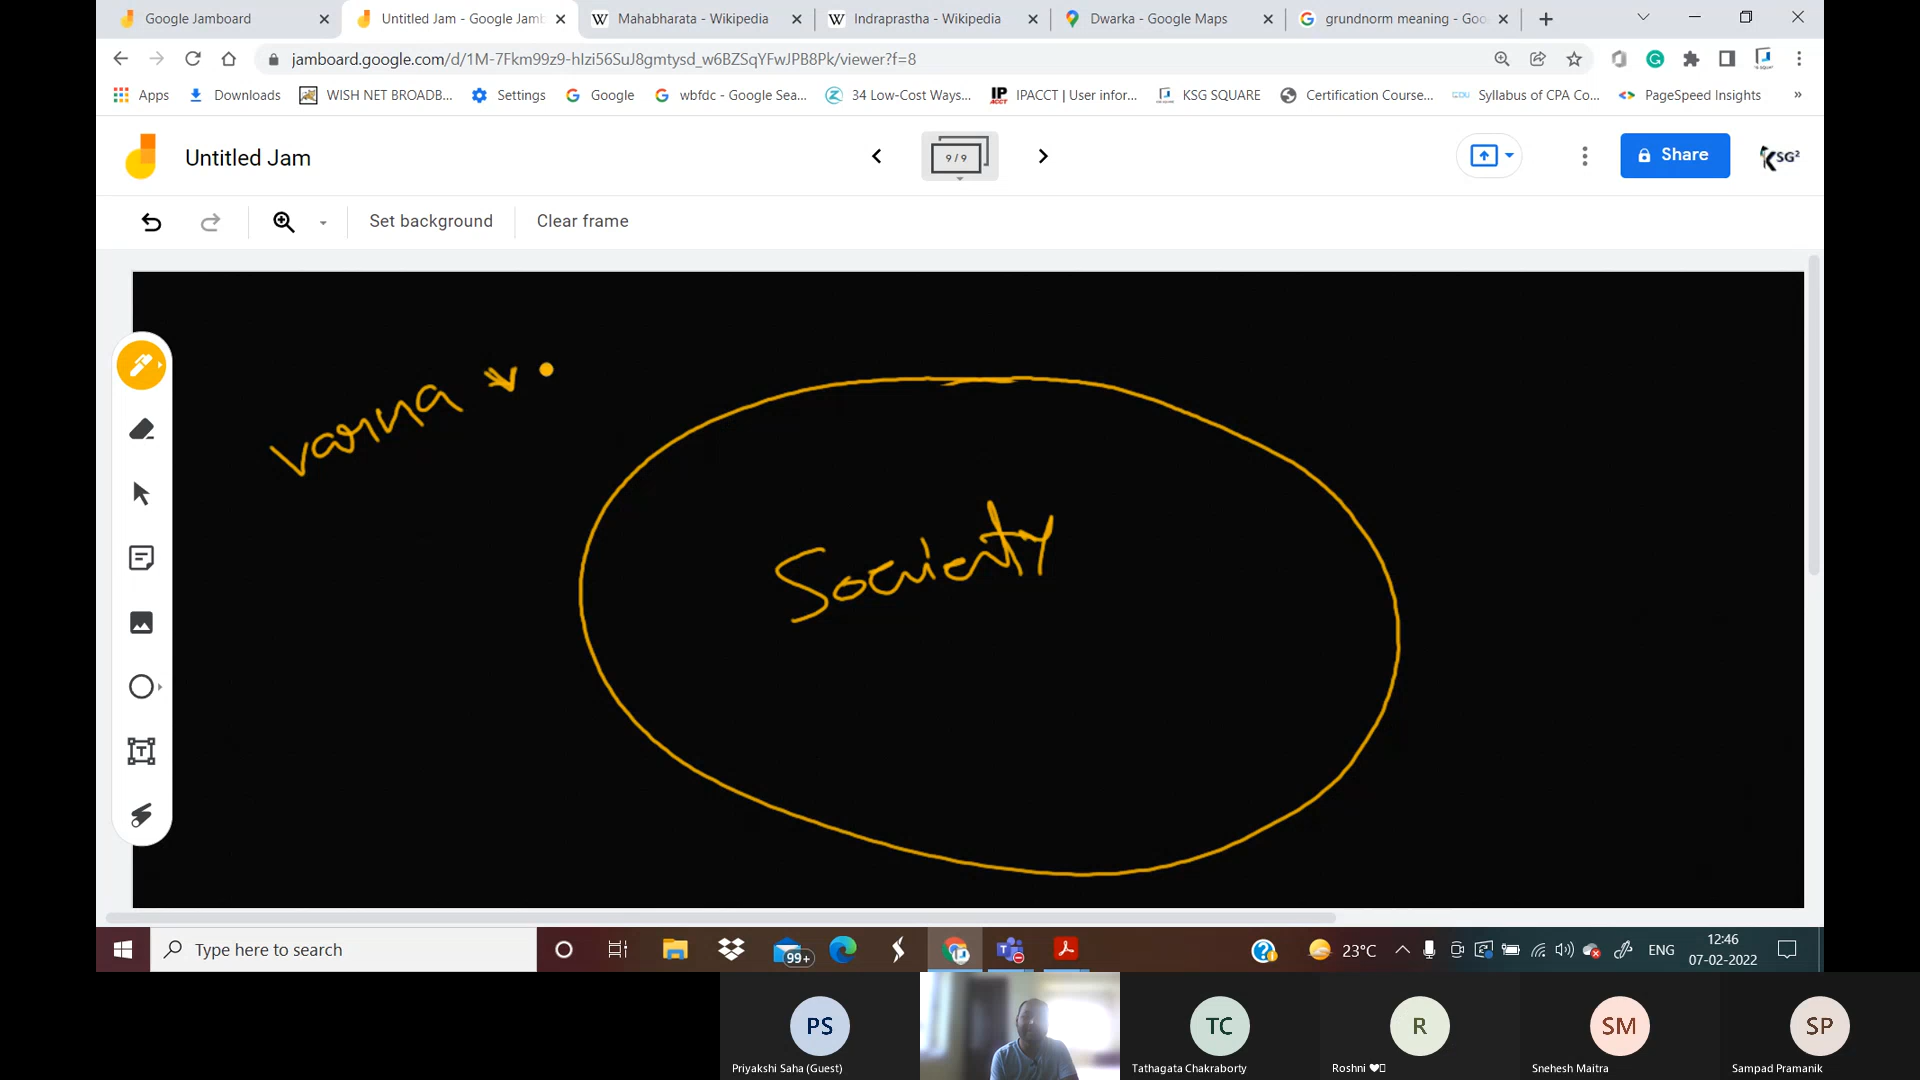 Google Jamboard
Untitled Jam - Google Jamb
Mahabharata - Wikipedia
Indraprastha - Wikipedia
Dwarka - Google Maps
grundnorm meaning - Goo
jamboard.google.com/d/1M-7Fkm99z9-hIzi56SuJ8gmtysd_w6BZSqYFwJPB8Pk/viewer?f=8
Apps
Downloads
WISH NET BROADB...
Settings
Google
wbfdc - Google Sea...
34 Low-Cost Ways...
IPACCT | User infor...
KSG SQUARE
Certification Course...
Syllabus of CPA Co...
PageSpeed Insights
»
Untitled Jam
9 / 9
Share
KSG²
Set background
Clear frame
varna
Socienty
Type here to search
99+
23°C
ENG
12:46
07-02-2022
PS
TC
R
SM
SP
Priyakshi Saha (Guest)
Tathagata Chakraborty
Roshni ❤
Snehesh Maitra
Sampad Pramanik